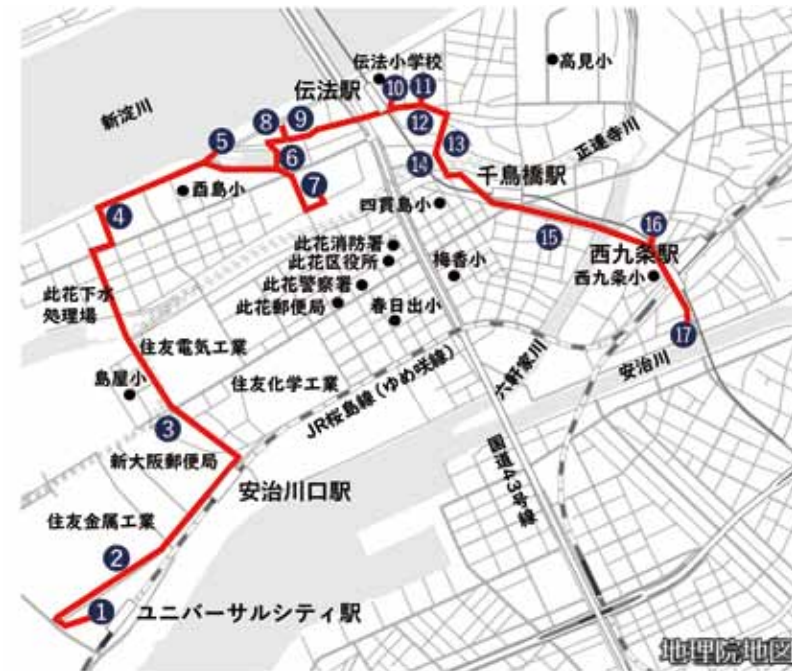 伝法小学校
高見小
伝法駅
新淀川
正連寺川
千鳥橋駅
酉島小
四貫島小
此花消防署
此花区役所
梅香小
此花警察署
此花郵便局
春日出小
西九条駅
西九条小
此花下水
処理場
住友電気工業
島屋小
住友化学工業
JR桜島線(ゆめ咲線)
六軒家川
安治川
国道43号線
新大阪郵便局
安治川口駅
住友金属工業
ユニバーサルシティ駅
1
2
3
4
5
6
7
8
9
10
11
12
13
14
15
16
17
地理院地図